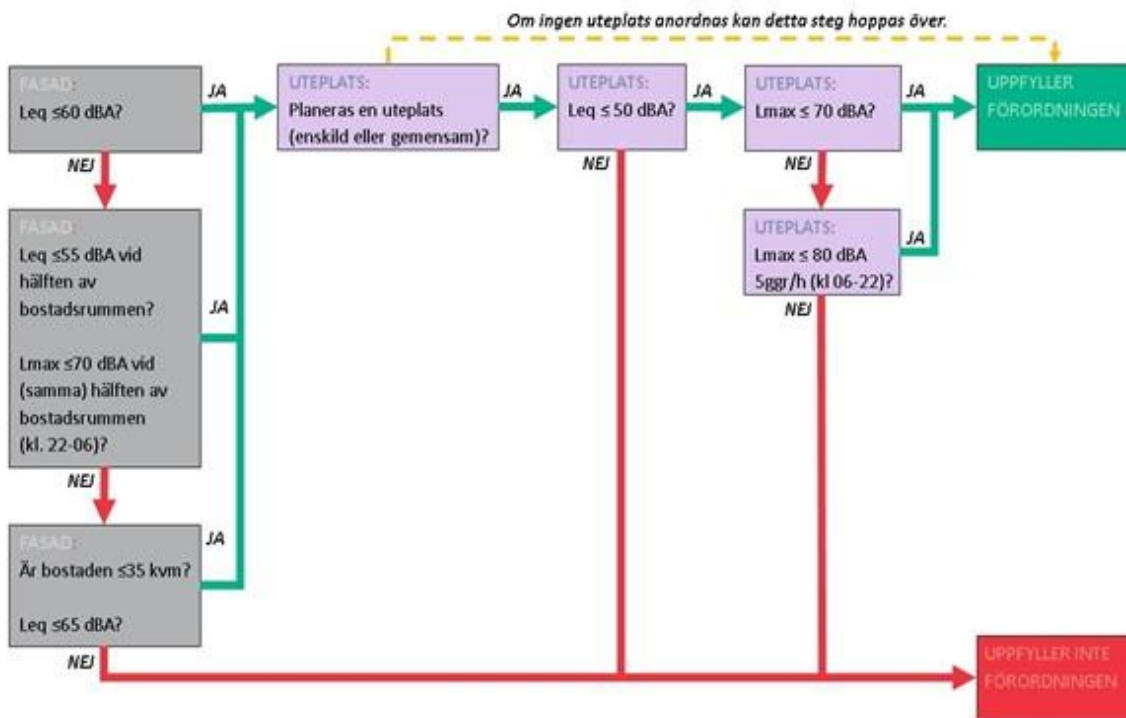 Om ingen uteplats anordnas kan detta steg hoppas över.
FASAD:
Leq ≤60 dBA?
JA
UTEPLATS:
Planeras en uteplats
(enskild eller gemensam)?
JA
UTEPLATS:
Leq ≤ 50 dBA?
JA
UTEPLATS:
Lmax ≤ 70 dBA?
JA
UPPFYLLER
FÖRORDNINGEN
NEJ
NEJ
NEJ
FASAD:
Leq ≤55 dBA vid
hälften av
bostadsrummen?
Lmax ≤70 dBA vid
(samma) hälften av
bostadsrummen
(kl. 22-06)?
JA
UTEPLATS:
Lmax ≤ 80 dBA
5ggr/h (kl 06-22)?
JA
NEJ
NEJ
FASAD:
Är bostaden ≤35 kvm?
Leq ≤65 dBA?
JA
NEJ
UPPFYLLER INTE
FÖRORDNINGEN